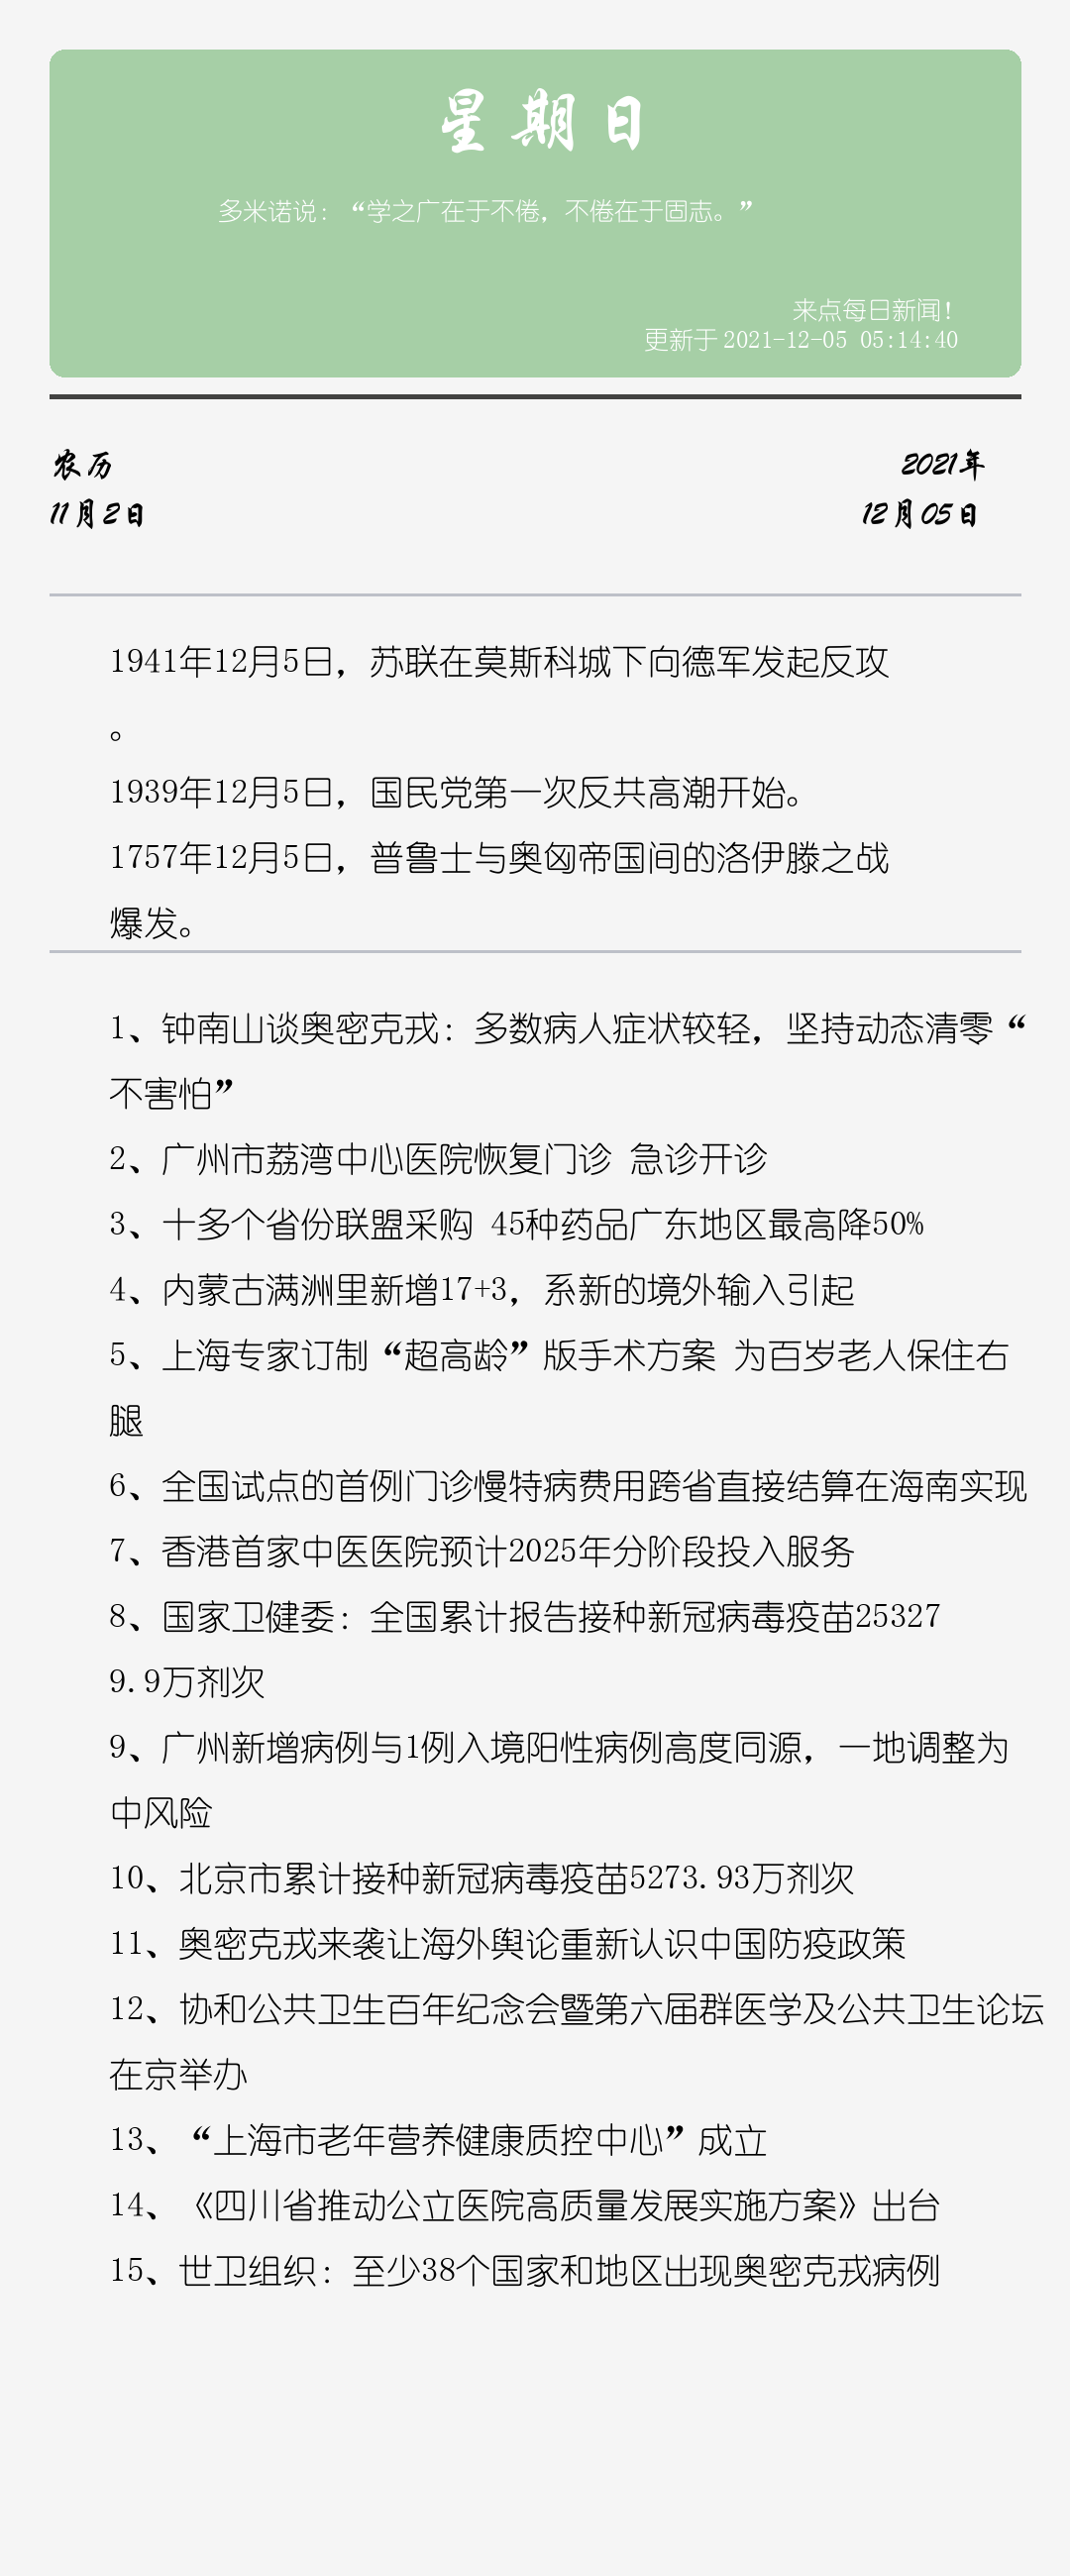 星期日
多米诺说：“学之广在于不倦，不倦在于固志。”
来点每日新闻！
更新于 2021-12-05 05:14:40
农历
2021年
11月2日
12月05日
1941年12月5日，苏联在莫斯科城下向德军发起反攻
。
1939年12月5日，国民党第一次反共高潮开始。
1757年12月5日，普鲁士与奥匈帝国间的洛伊滕之战
爆发。
1、钟南山谈奥密克戎：多数病人症状较轻，坚持动态清零“
不害怕”
2、广州市荔湾中心医院恢复门诊 急诊开诊
3、十多个省份联盟采购 45种药品广东地区最高降50%
4、内蒙古满洲里新增17+3，系新的境外输入引起
5、上海专家订制“超高龄”版手术方案 为百岁老人保住右
腿
6、全国试点的首例门诊慢特病费用跨省直接结算在海南实现
7、香港首家中医医院预计2025年分阶段投入服务
8、国家卫健委：全国累计报告接种新冠病毒疫苗25327
9.9万剂次
9、广州新增病例与1例入境阳性病例高度同源，一地调整为
中风险
10、北京市累计接种新冠病毒疫苗5273.93万剂次
11、奥密克戎来袭让海外舆论重新认识中国防疫政策
12、协和公共卫生百年纪念会暨第六届群医学及公共卫生论坛
在京举办
13、“上海市老年营养健康质控中心”成立
14、《四川省推动公立医院高质量发展实施方案》出台
15、世卫组织：至少38个国家和地区出现奥密克戎病例